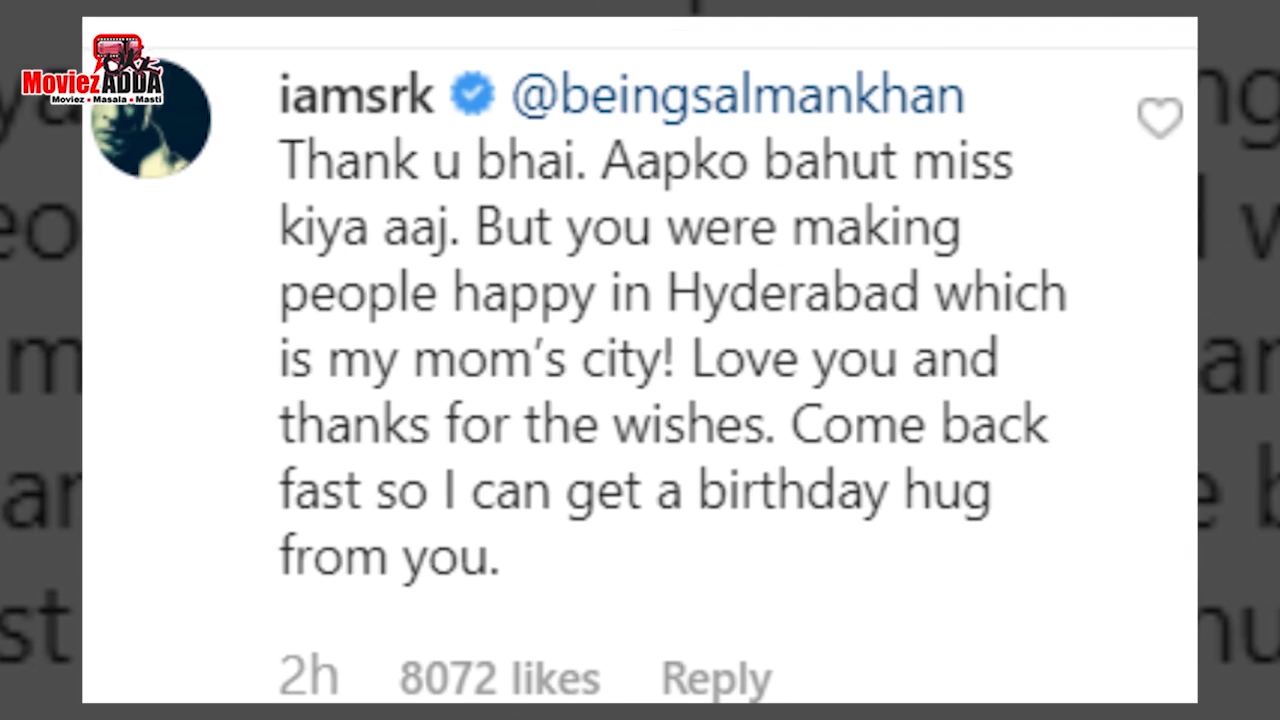 Moviez ADDA
Moviez • Masala • Masti
iamsrk @beingsalmankhan
Thank u bhai. Aapko bahut miss
kiya aaj. But you were making
people happy in Hyderabad which
is my mom's city! Love you and
thanks for the wishes. Come back
fast so I can get a birthday hug
from you.
2h 8072 likes Reply